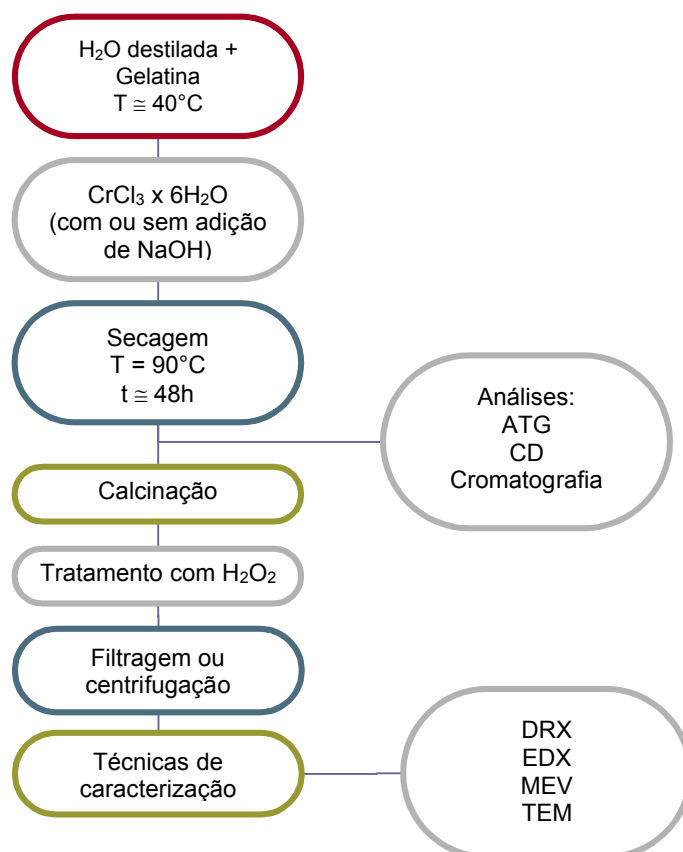 H₂O destilada +
Gelatina
T ≅ 40°C
CrCl₃ x 6H₂O
(com ou sem adição
de NaOH)
Secagem
T = 90°C
t ≅ 48h
Análises:
ATG
CD
Cromatografia
Calcinação
Tratamento com H₂O₂
Filtragem ou
centrifugação
Técnicas de
caracterização
DRX
EDX
MEV
TEM